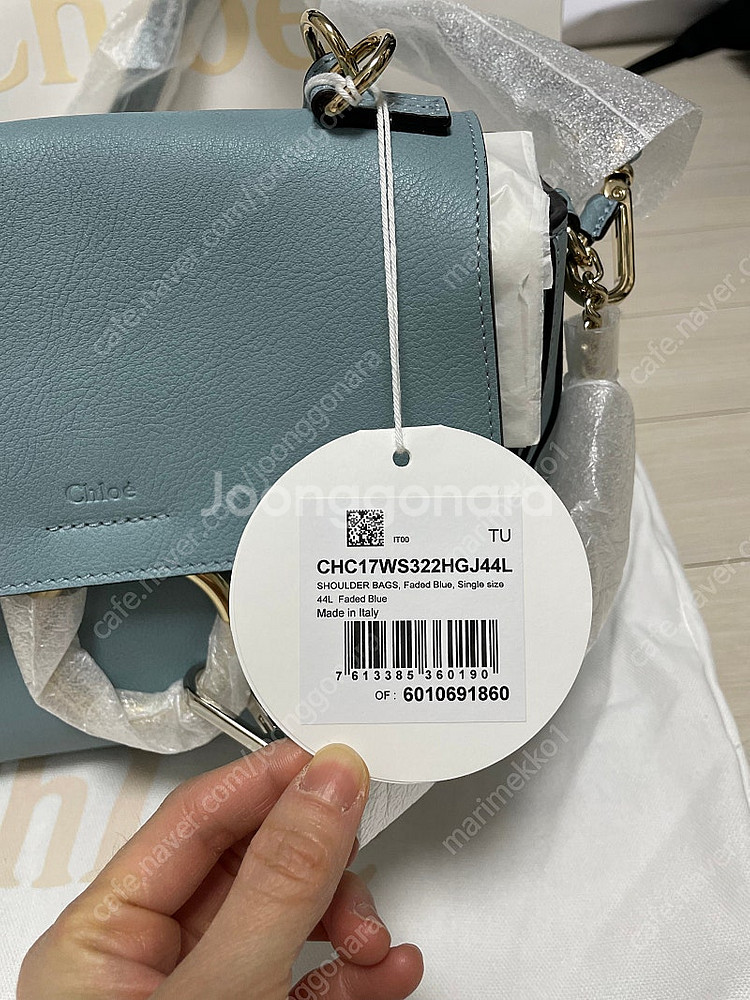 Chloé
Chloé
Joonggonara
IT00
TU
CHC17WS322HGJ44L
SHOULDER BAGS, Faded Blue, Single size
44L Faded Blue
Made in Italy
7 613385 360190
OF : 6010691860
cafe.naver.com/joonggonara
marimekko1